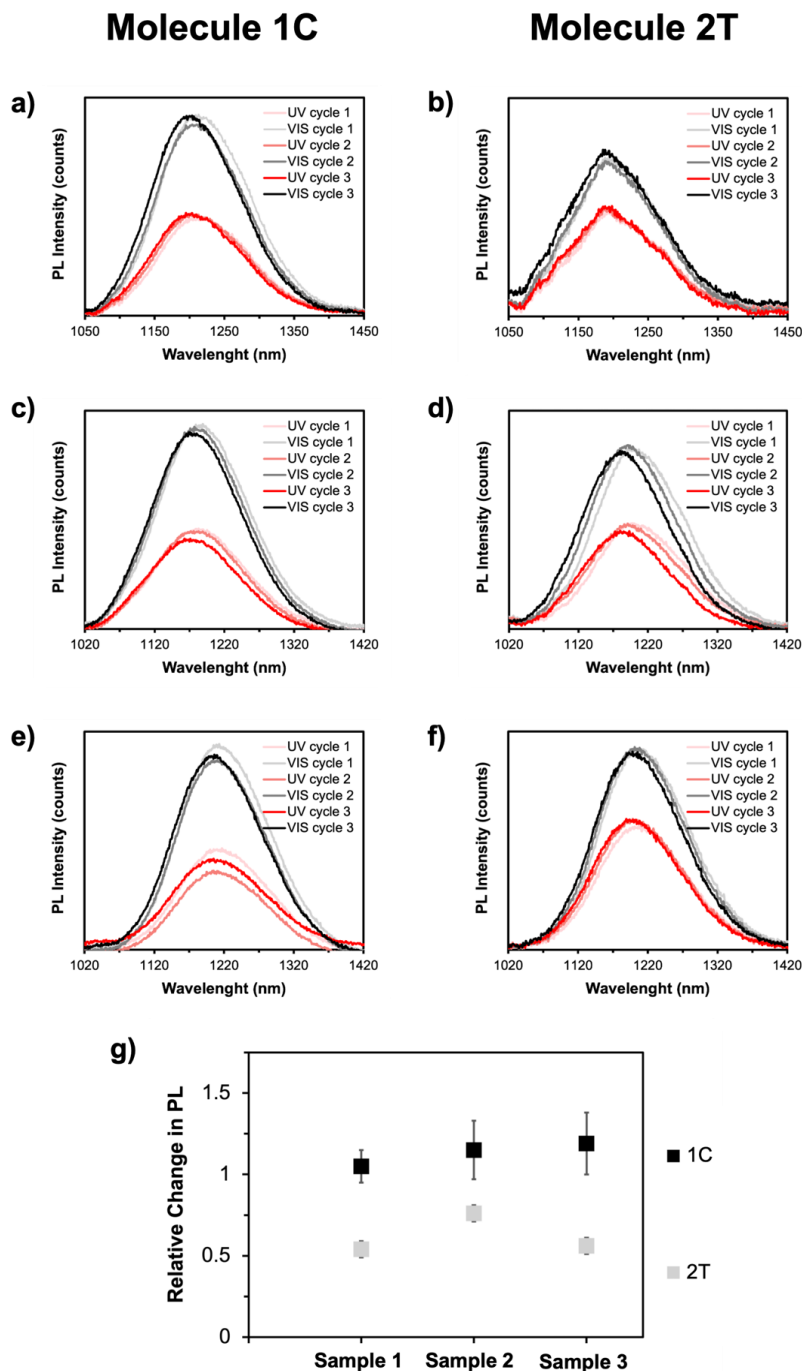 Molecule 1C
Molecule 2T
a)
PL Intensity (counts)
UV cycle 1
VIS cycle 1
UV cycle 2
VIS cycle 2
UV cycle 3
VIS cycle 3
1050 1150 1250 1350 1450
Wavelenght (nm)
b)
PL Intensity (counts)
UV cycle 1
VIS cycle 1
UV cycle 2
VIS cycle 2
UV cycle 3
VIS cycle 3
1050 1150 1250 1350 1450
Wavelenght (nm)
c)
PL Intensity (counts)
UV cycle 1
VIS cycle 1
UV cycle 2
VIS cycle 2
UV cycle 3
VIS cycle 3
1020 1120 1220 1320 1420
Wavelenght (nm)
d)
PL Intensity (counts)
UV cycle 1
VIS cycle 1
UV cycle 2
VIS cycle 2
UV cycle 3
VIS cycle 3
1020 1120 1220 1320 1420
Wavelenght (nm)
e)
PL Intensity (counts)
UV cycle 1
VIS cycle 1
UV cycle 2
VIS cycle 2
UV cycle 3
VIS cycle 3
1020 1120 1220 1320 1420
Wavelenght (nm)
f)
PL Intensity (counts)
UV cycle 1
VIS cycle 1
UV cycle 2
VIS cycle 2
UV cycle 3
VIS cycle 3
1020 1120 1220 1320 1420
Wavelenght (nm)
g)
Relative Change in PL
1.5
1
0.5
0
Sample 1 Sample 2 Sample 3
1C
2T